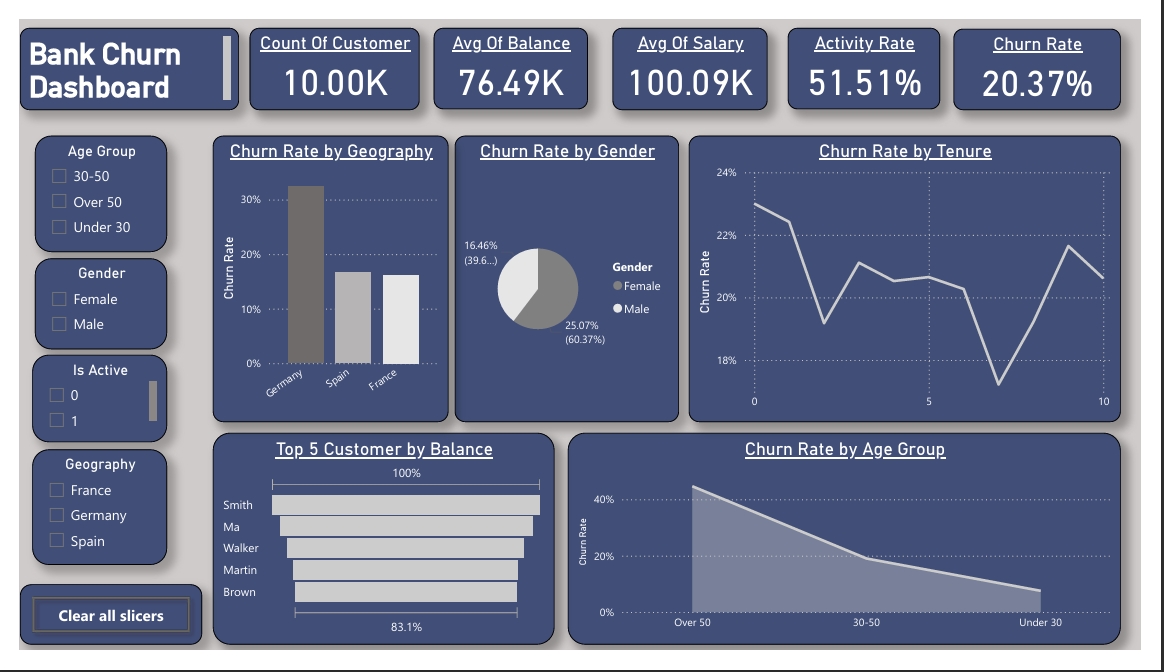 Bank Churn
Dashboard
Count Of Customer
10.00K
Avg Of Balance
76.49K
Avg Of Salary
100.09K
Activity Rate
51.51%
Churn Rate
20.37%
Age Group
30-50
Over 50
Under 30
Gender
Female
Male
Is Active
0
1
Geography
France
Germany
Spain
Clear all slicers
Churn Rate by Geography
Churn Rate
30%
20%
10%
0%
Germany
Spain
France
Churn Rate by Gender
16.46%
(39.6...)
25.07%
(60.37%)
Gender
Female
Male
Churn Rate by Tenure
Churn Rate
24%
22%
20%
18%
0
5
10
Top 5 Customer by Balance
100%
Smith
Ma
Walker
Martin
Brown
83.1%
Churn Rate by Age Group
Churn Rate
40%
20%
0%
Over 50
30-50
Under 30